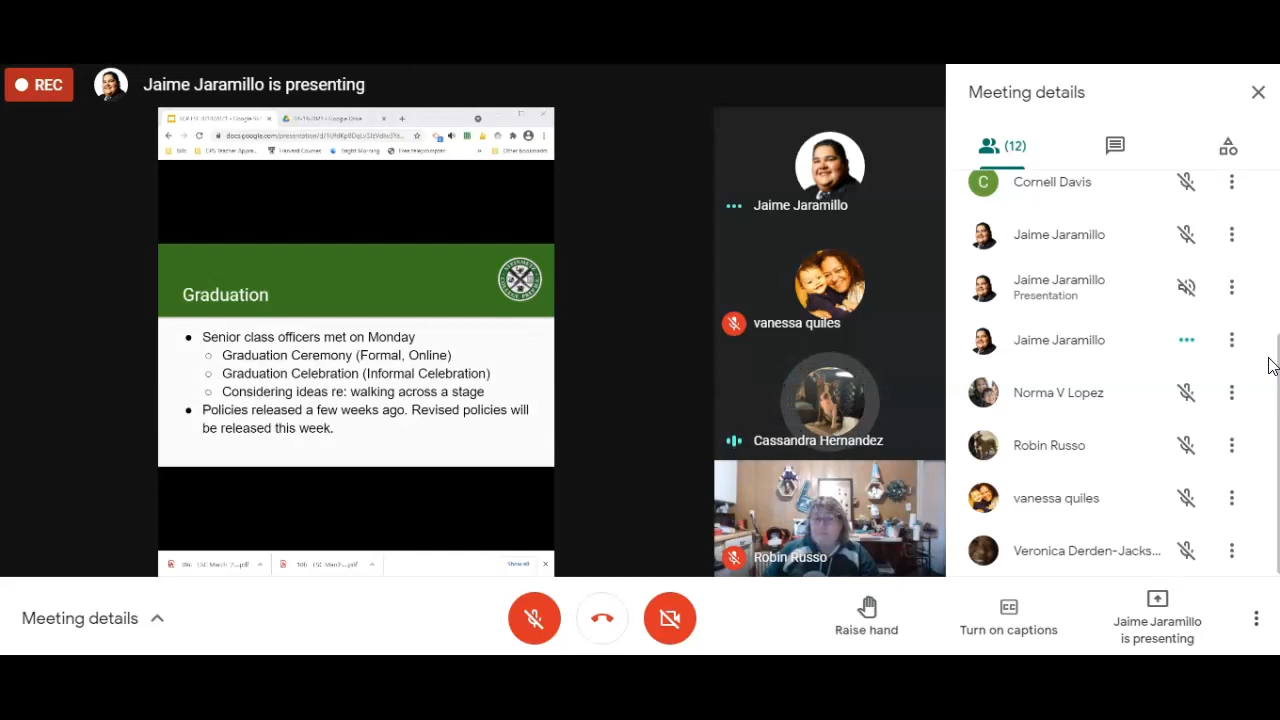 REC
Jaime Jaramillo is presenting
Meeting details
(12)
Other bookmarks
Graduation
● Senior class officers met on Monday
○ Graduation Ceremony (Formal, Online)
○ Graduation Celebration (Informal Celebration)
○ Considering ideas re: walking across a stage
● Policies released a few weeks ago. Revised policies will
be released this week.
Show all
Jaime Jaramillo
vanessa quiles
Cassandra Hernandez
Robin Russo
C
Cornell Davis
Jaime Jaramillo
Jaime Jaramillo
Presentation
Jaime Jaramillo
Norma V Lopez
Robin Russo
vanessa quiles
Veronica Derden-Jacks...
Meeting details
Raise hand
Turn on captions
Jaime Jaramillo
is presenting